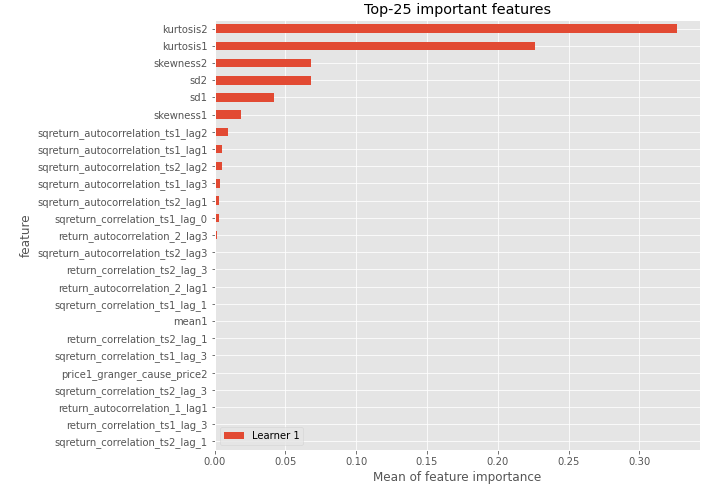 Top-25 important features
kurtosis2
kurtosis1
skewness2
sd2
sd1
skewness1
sqreturn_autocorrelation_ts1_lag2
sqreturn_autocorrelation_ts1_lag1
sqreturn_autocorrelation_ts2_lag2
sqreturn_autocorrelation_ts1_lag3
sqreturn_autocorrelation_ts2_lag1
sqreturn_correlation_ts1_lag_0
return_autocorrelation_2_lag3
sqreturn_autocorrelation_ts2_lag3
return_correlation_ts2_lag_3
return_autocorrelation_2_lag1
sqreturn_correlation_ts1_lag_1
mean1
return_correlation_ts2_lag_1
sqreturn_correlation_ts1_lag_3
price1_granger_cause_price2
sqreturn_correlation_ts2_lag_3
return_autocorrelation_1_lag1
return_correlation_ts1_lag_3
sqreturn_correlation_ts2_lag_1
feature
Learner 1
0.00 0.05 0.10 0.15 0.20 0.25 0.30
Mean of feature importance